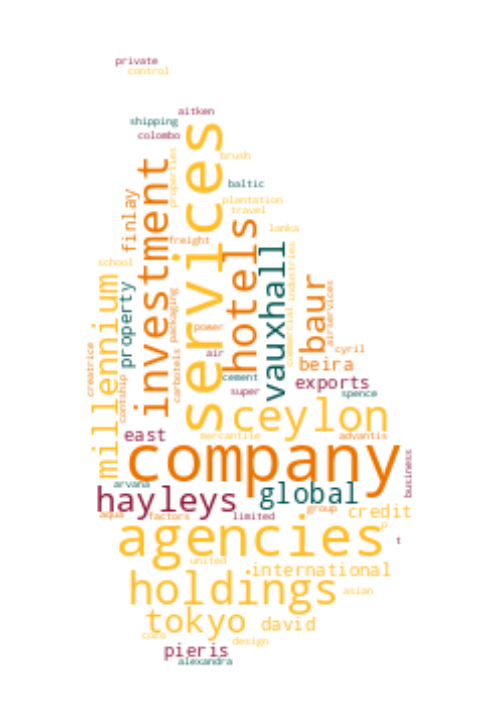 private
control
aitken
shipping
colombo
services
investment
properties
brush
baltic
plantation
travel
finlay
hotels
lanka
freight
vauxhall
commercial industries
school
millennium
property
packaging
baur
airservices
power
air
cyril
creatrice
contship
carbotels
cement
super
beira
exports
spence
ceylon
east
mercantile
advantis
company
business
arvana
hayleys
global
aqua
factors
limited
group
credit
p
t
agencies
united
international
holdings
asian
tokyo
david
coco
design
pieris
alexandra